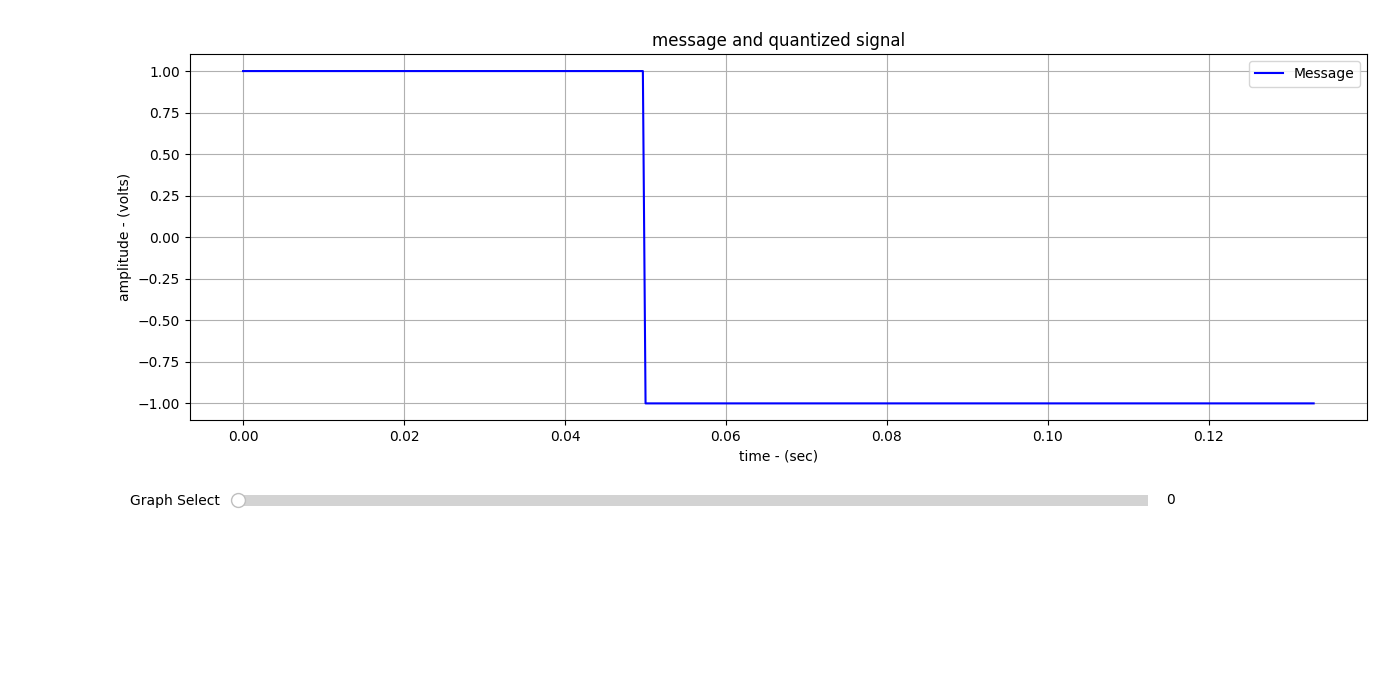 message and quantized signal
Message
1.00
0.75
0.50
0.25
0.00
−0.25
−0.50
−0.75
−1.00
amplitude - (volts)
0.00 0.02 0.04 0.06 0.08 0.10 0.12
time - (sec)
Graph Select 0